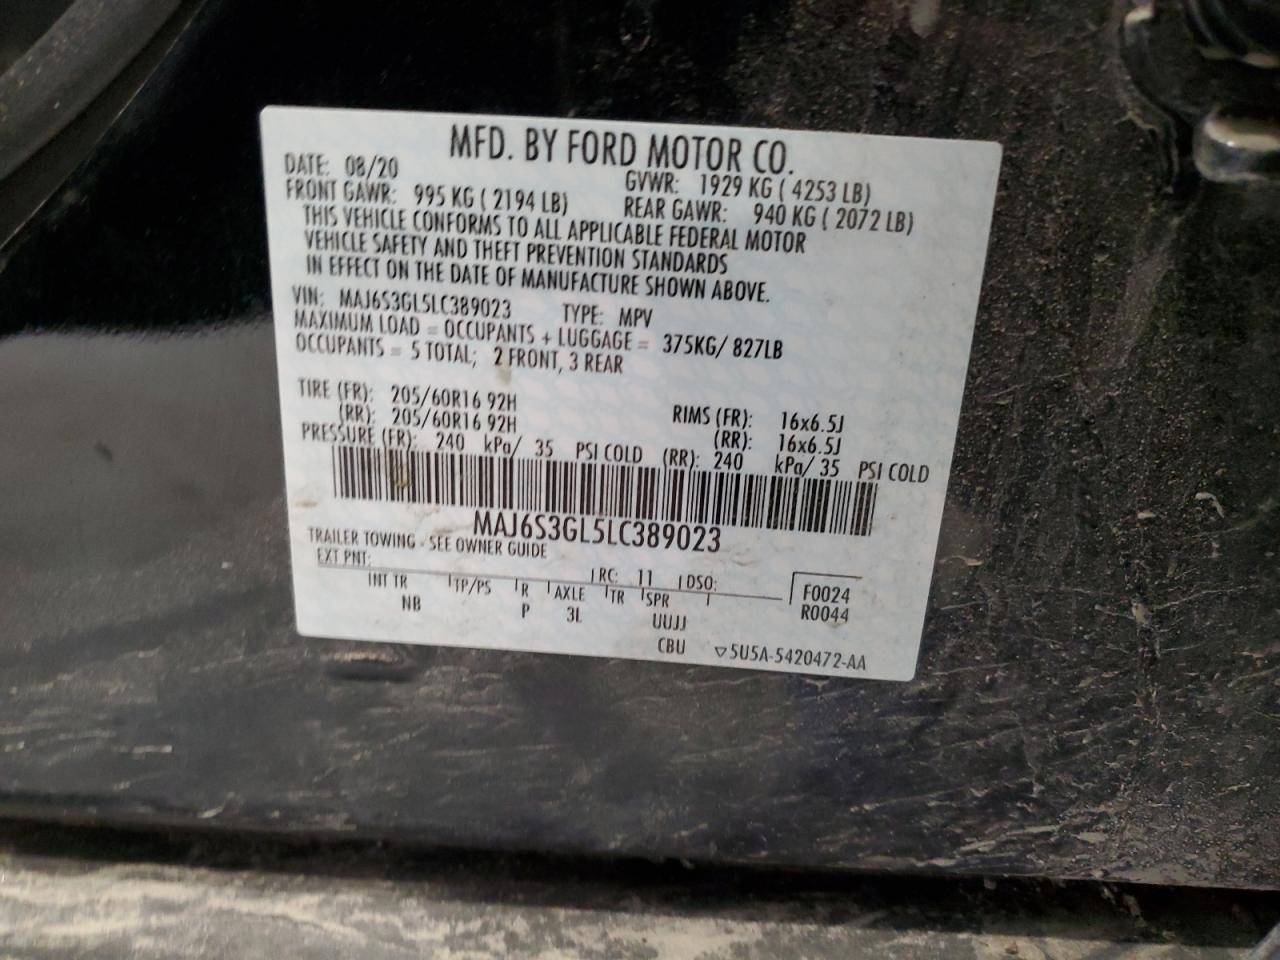 MFD. BY FORD MOTOR CO.
DATE: 08/20 GVWR: 1929 KG ( 4253 LB)
FRONT GAWR: 995 KG ( 2194 LB) REAR GAWR: 940 KG ( 2072 LB)
THIS VEHICLE CONFORMS TO ALL APPLICABLE FEDERAL MOTOR
VEHICLE SAFETY AND THEFT PREVENTION STANDARDS
IN EFFECT ON THE DATE OF MANUFACTURE SHOWN ABOVE.
VIN: MAJ6S3GL5LC389023 TYPE: MPV
MAXIMUM LOAD = OCCUPANTS + LUGGAGE = 375KG/ 827LB
OCCUPANTS = 5 TOTAL; 2 FRONT, 3 REAR
TIRE (FR): 205/60R16 92H RIMS (FR): 16x6.5J
(RR): 205/60R16 92H (RR): 16x6.5J
PRESSURE (FR): 240 kPa/ 35 PSI COLD (RR): 240 kPa/ 35 PSI COLD
MAJ6S3GL5LC389023
TRAILER TOWING - SEE OWNER GUIDE
EXT PNT: RC: 11 DSO: F0024
INT TR TP/PS R AXLE TR SPR R0044
NB P 3L UUJJ
CBU ▽5U5A-5420472-AA